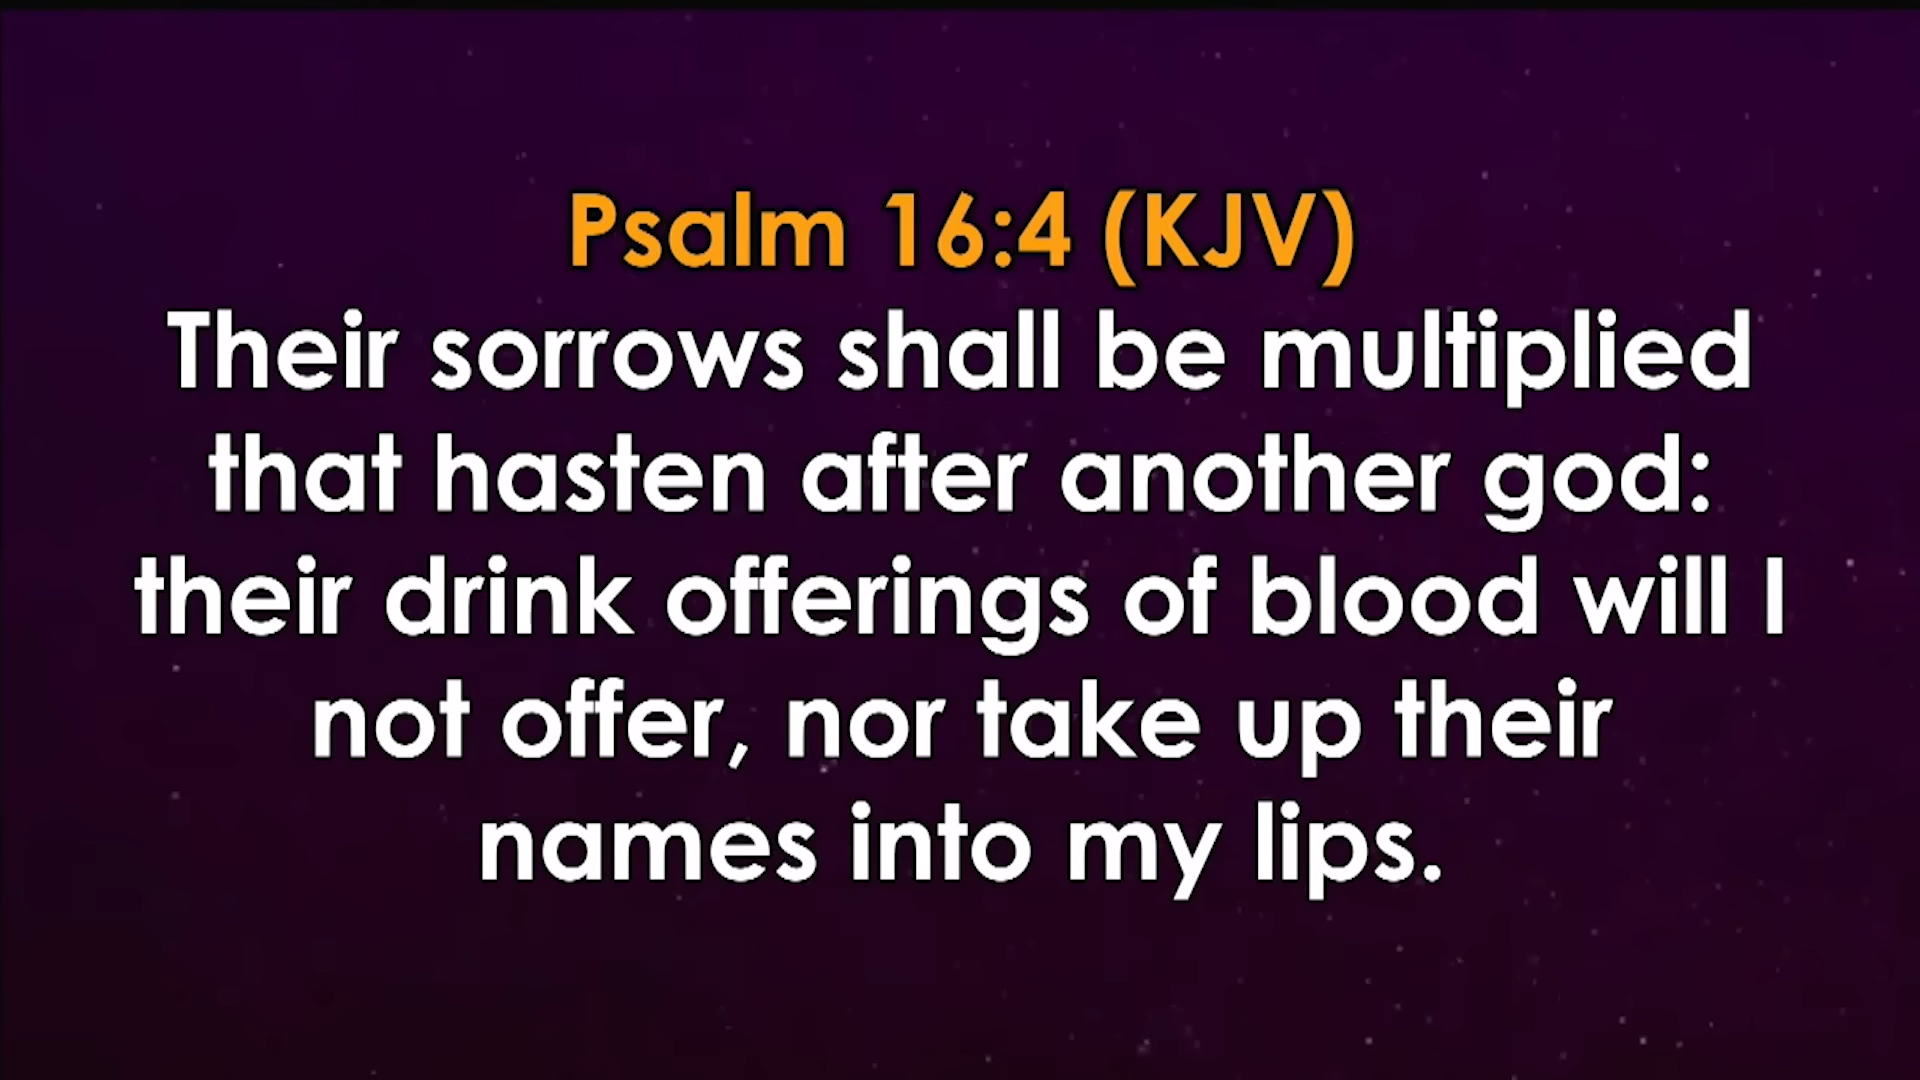 Psalm 16:4 (KJV)
Their sorrows shall be multiplied
that hasten after another god:
their drink offerings of blood will I
not offer, nor take up their
names into my lips.